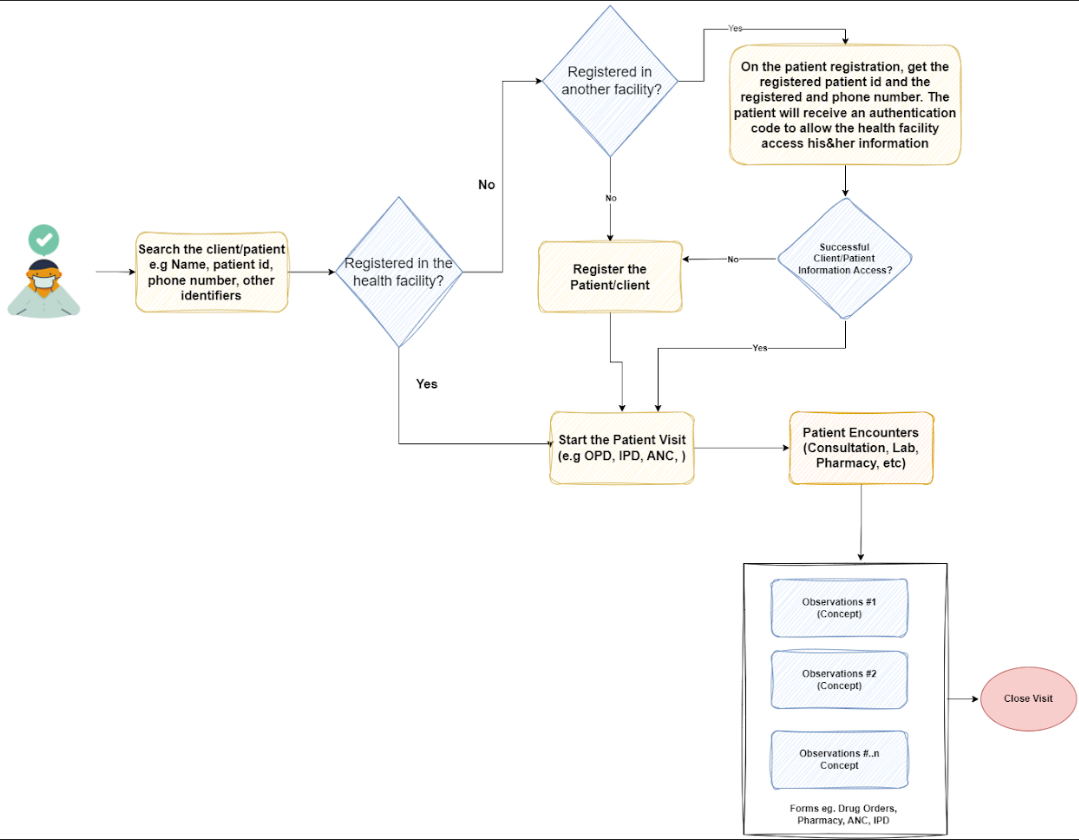 Yes
Registered in
another facility?
On the patient registration, get the
registered patient id and the
registered and phone number. The
patient will receive an authentication
code to allow the health facility
access his&her information
No
No
Search the client/patient
e.g Name, patient id,
phone number, other
identifiers
Registered in the
health facility?
Register the
Patient/client
No
Successful
Client/Patient
Information Access?
Yes
Yes
Start the Patient Visit
(e.g OPD, IPD, ANC, )
Patient Encounters
(Consultation, Lab,
Pharmacy, etc)
Observations #1
(Concept)
Observations #2
(Concept)
Observations #..n
Concept
Forms eg. Drug Orders,
Pharmacy, ANC, IPD
Close Visit